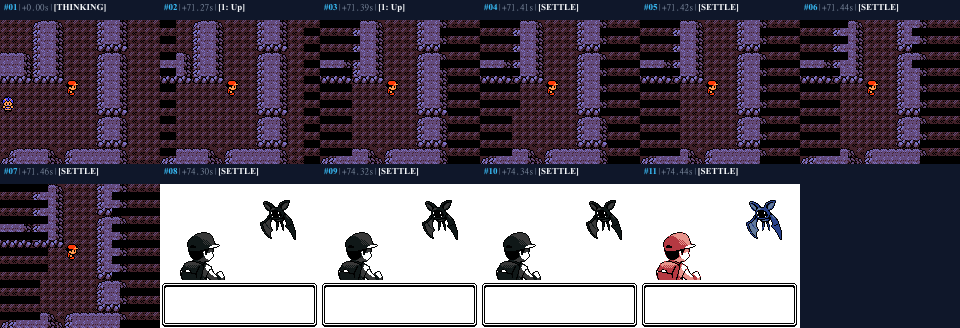 #01|+0.00s|[THINKING]
#02|+71.27s|[1: Up]
#03|+71.39s|[1: Up]
#04|+71.41s|[SETTLE]
#05|+71.42s|[SETTLE]
#06|+71.44s|[SETTLE]
#07|+71.46s|[SETTLE]
#08|+74.30s|[SETTLE]
#09|+74.32s|[SETTLE]
#10|+74.34s|[SETTLE]
#11|+74.44s|[SETTLE]